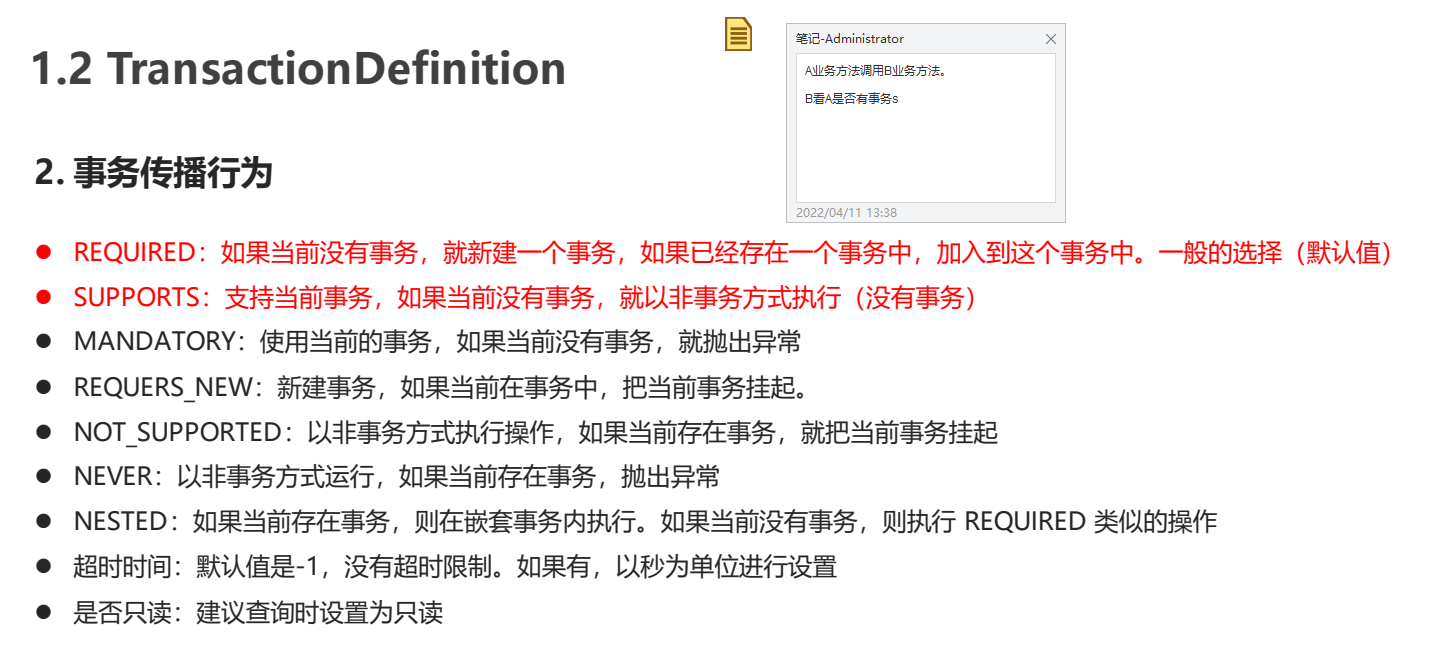 1.2 TransactionDefinition
笔记-Administrator
A业务方法调用B业务方法。
B看A是否有事务s
2022/04/11 13:38
2. 事务传播行为
REQUIRED：如果当前没有事务，就新建一个事务，如果已经存在一个事务中，加入到这个事务中。一般的选择（默认值）
SUPPORTS：支持当前事务，如果当前没有事务，就以非事务方式执行（没有事务）
MANDATORY：使用当前的事务，如果当前没有事务，就抛出异常
REQUERS_NEW：新建事务，如果当前在事务中，把当前事务挂起。
NOT_SUPPORTED：以非事务方式执行操作，如果当前存在事务，就把当前事务挂起
NEVER：以非事务方式运行，如果当前存在事务，抛出异常
NESTED：如果当前存在事务，则在嵌套事务内执行。如果当前没有事务，则执行 REQUIRED 类似的操作
超时时间：默认值是-1，没有超时限制。如果有，以秒为单位进行设置
是否只读：建议查询时设置为只读